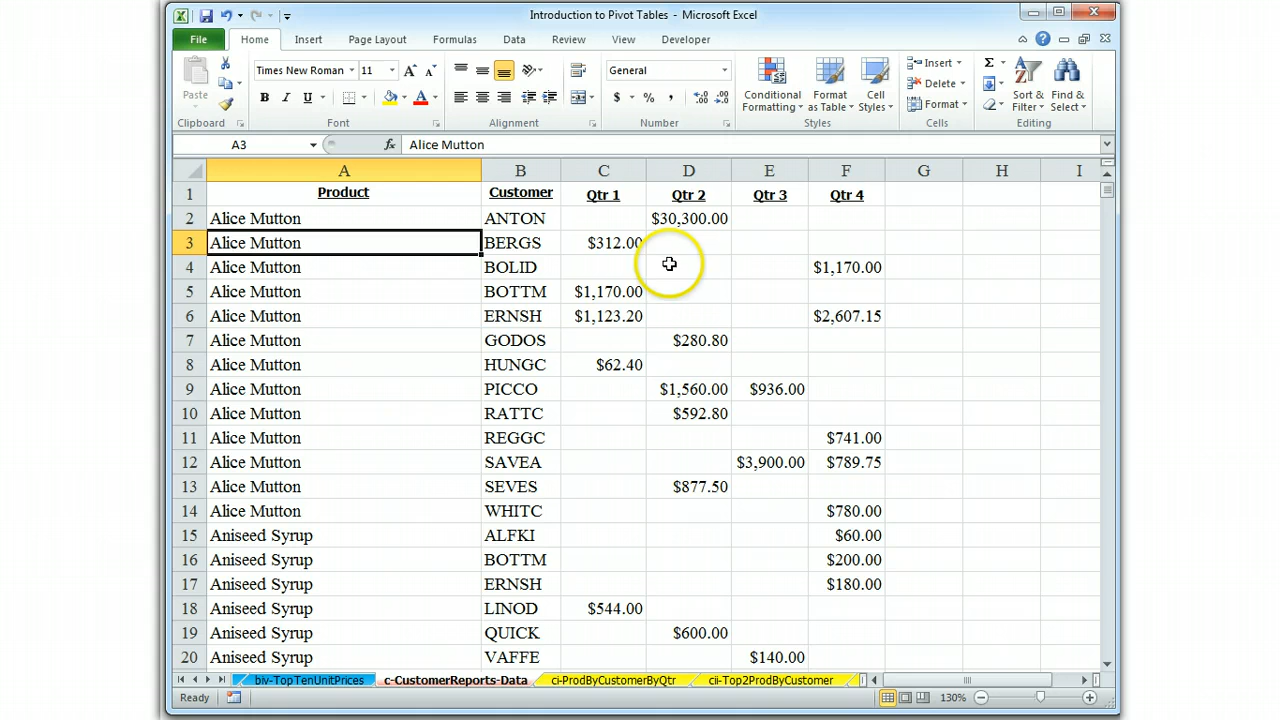 Introduction to Pivot Tables - Microsoft Excel
File Home Insert Page Layout Formulas Data Review View Developer
Paste
Times New Roman 11
B I U A
General
$ % ,
Conditional Formatting
Format as Table
Cell Styles
Insert
Delete
Format
Σ
Sort & Filter
Find & Select
Clipboard Font Alignment Number Styles Cells Editing
A3 fx Alice Mutton
A B C D E F G H I
1 Product Customer Qtr 1 Qtr 2 Qtr 3 Qtr 4
2 Alice Mutton ANTON $30,300.00
3 Alice Mutton BERGS $312.00
4 Alice Mutton BOLID $1,170.00
5 Alice Mutton BOTTM $1,170.00
6 Alice Mutton ERNSH $1,123.20 $2,607.15
7 Alice Mutton GODOS $280.80
8 Alice Mutton HUNGC $62.40
9 Alice Mutton PICCO $1,560.00 $936.00
10 Alice Mutton RATTC $592.80
11 Alice Mutton REGGC $741.00
12 Alice Mutton SAVEA $3,900.00 $789.75
13 Alice Mutton SEVES $877.50
14 Alice Mutton WHITC $780.00
15 Aniseed Syrup ALFKI $60.00
16 Aniseed Syrup BOTTM $200.00
17 Aniseed Syrup ERNSH $180.00
18 Aniseed Syrup LINOD $544.00
19 Aniseed Syrup QUICK $600.00
20 Aniseed Syrup VAFFE $140.00
biv-TopTenUnitPrices c-CustomerReports-Data ci-ProdByCustomerByQtr cii-Top2ProdByCustomer
Ready 130%